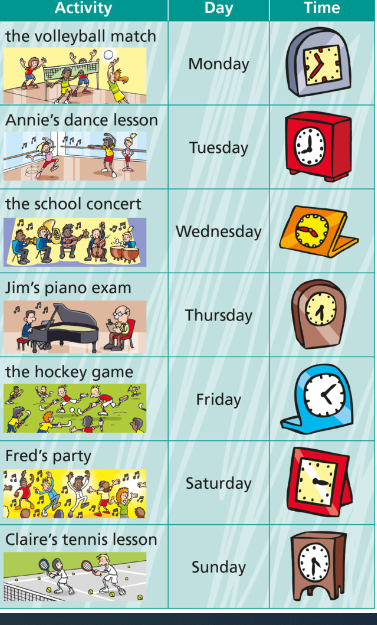 Activity Day Time
the volleyball match
Monday
Annie's dance lesson
Tuesday
the school concert
Wednesday
Jim's piano exam
Thursday
the hockey game
Friday
Fred's party
Saturday
Claire's tennis lesson
Sunday